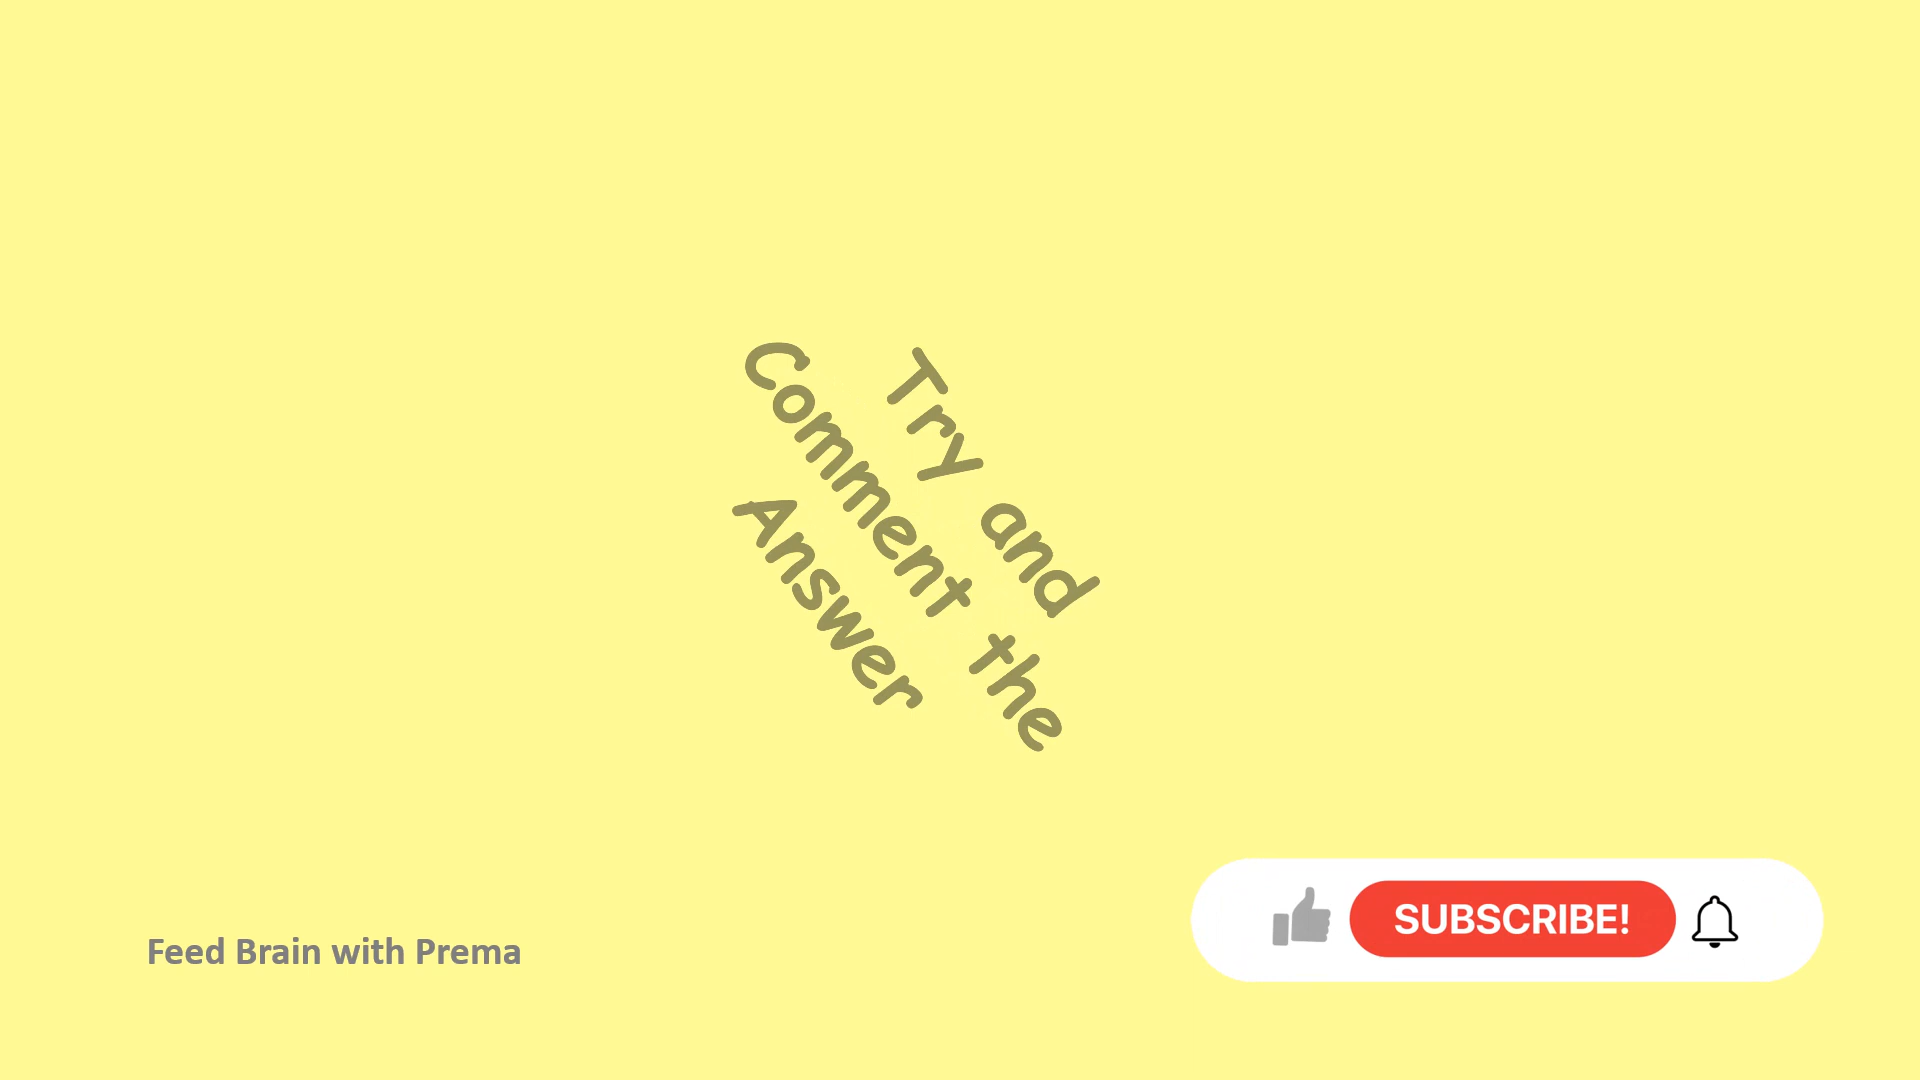 Try and
Comment the
Answer
Feed Brain with Prema
SUBSCRIBE!